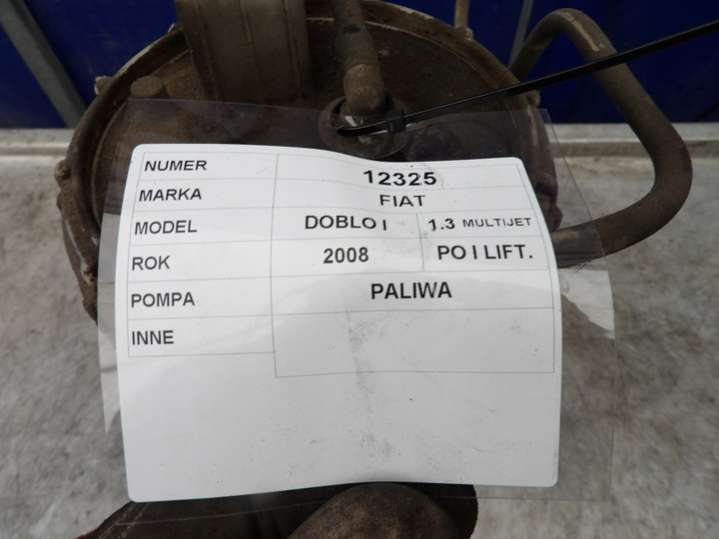 NUMER 12325
MARKA FIAT
MODEL DOBLO I 1.3 MULTIJET
ROK 2008 PO I LIFT.
POMPA PALIWA
INNE